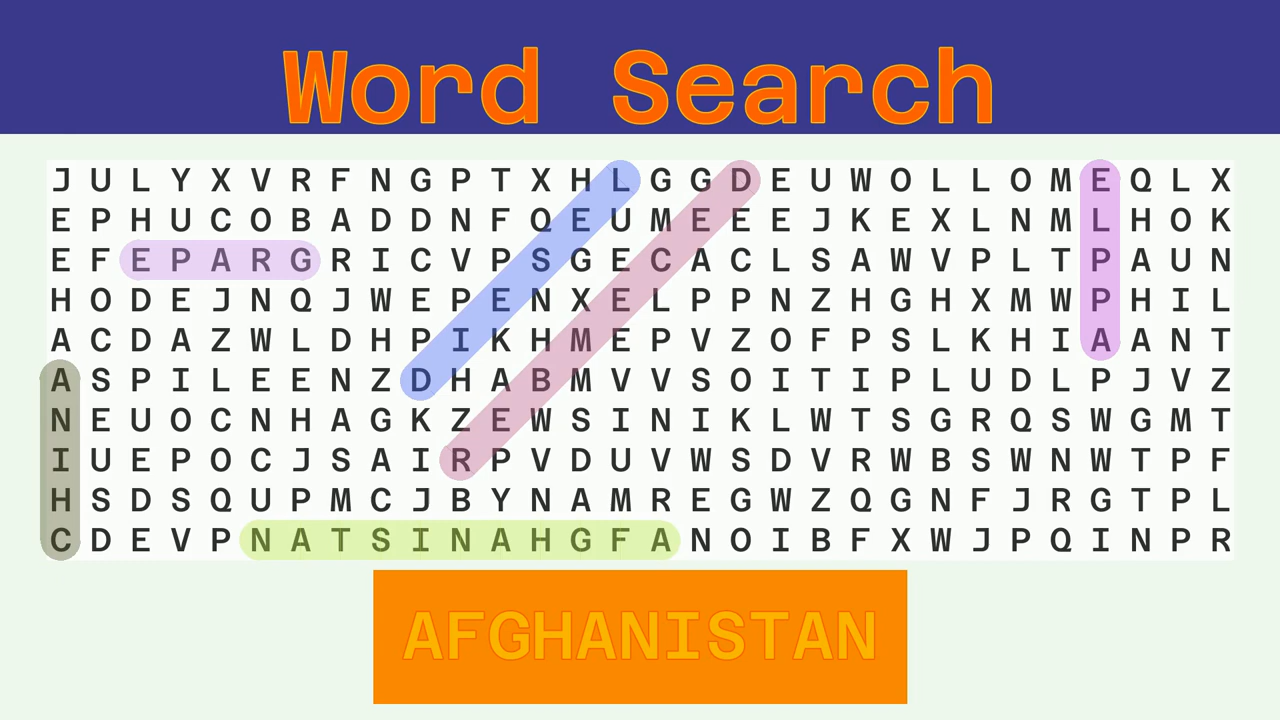 Word Search
J U L Y X V R F N G P T X H L G G D E U W O L L O M E Q L X
E P H U C O B A D D N F Q E U M E E E J K E X L N M L H O K
E F E P A R G R I C V P S G E C A C L S A W V P L T P A U N
H O D E J N Q J W E P E N X E L P P N Z H G H X M W P H I L
A C D A Z W L D H P I K H M E P V Z O F P S L K H I A A N T
A S P I L E E N Z D H A B M V V S O I T I P L U D L P J V Z
N E U O C N H A G K Z E W S I N I K L W T S G R Q S W G M T
I U E P O C J S A I R P V D U V W S D V R W B S W N W T P F
H S D S Q U P M C J B Y N A M R E G W Z Q G N F J R G T P L
C D E V P N A T S I N A H G F A N O I B F X W J P Q I N P R
AFGHANISTAN